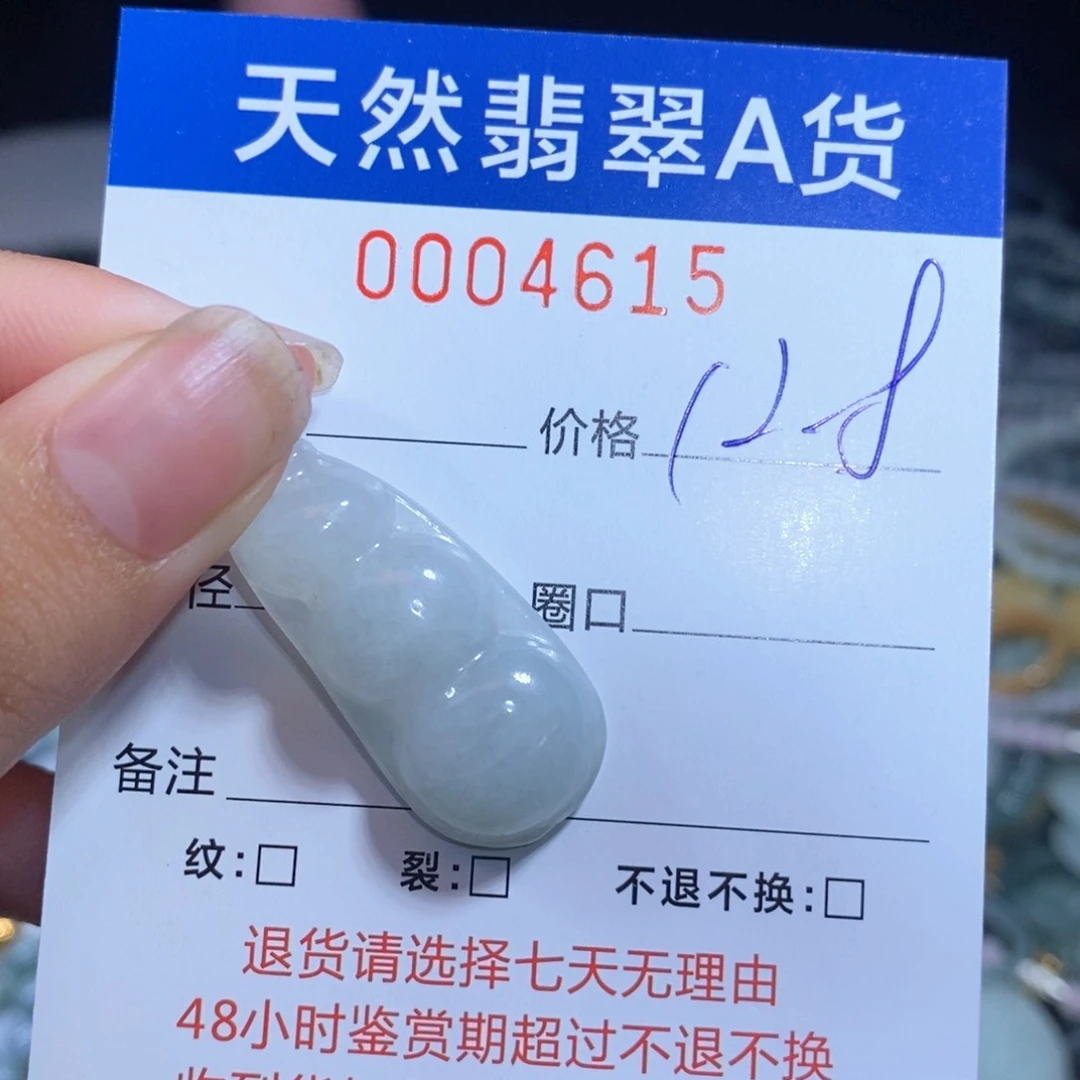 天然翡翠A货
0004615
价格 128
径 圈口
备注
纹:□ 裂:□ 不退不换:□
退货请选择七天无理由
48小时鉴赏期超过不退不换